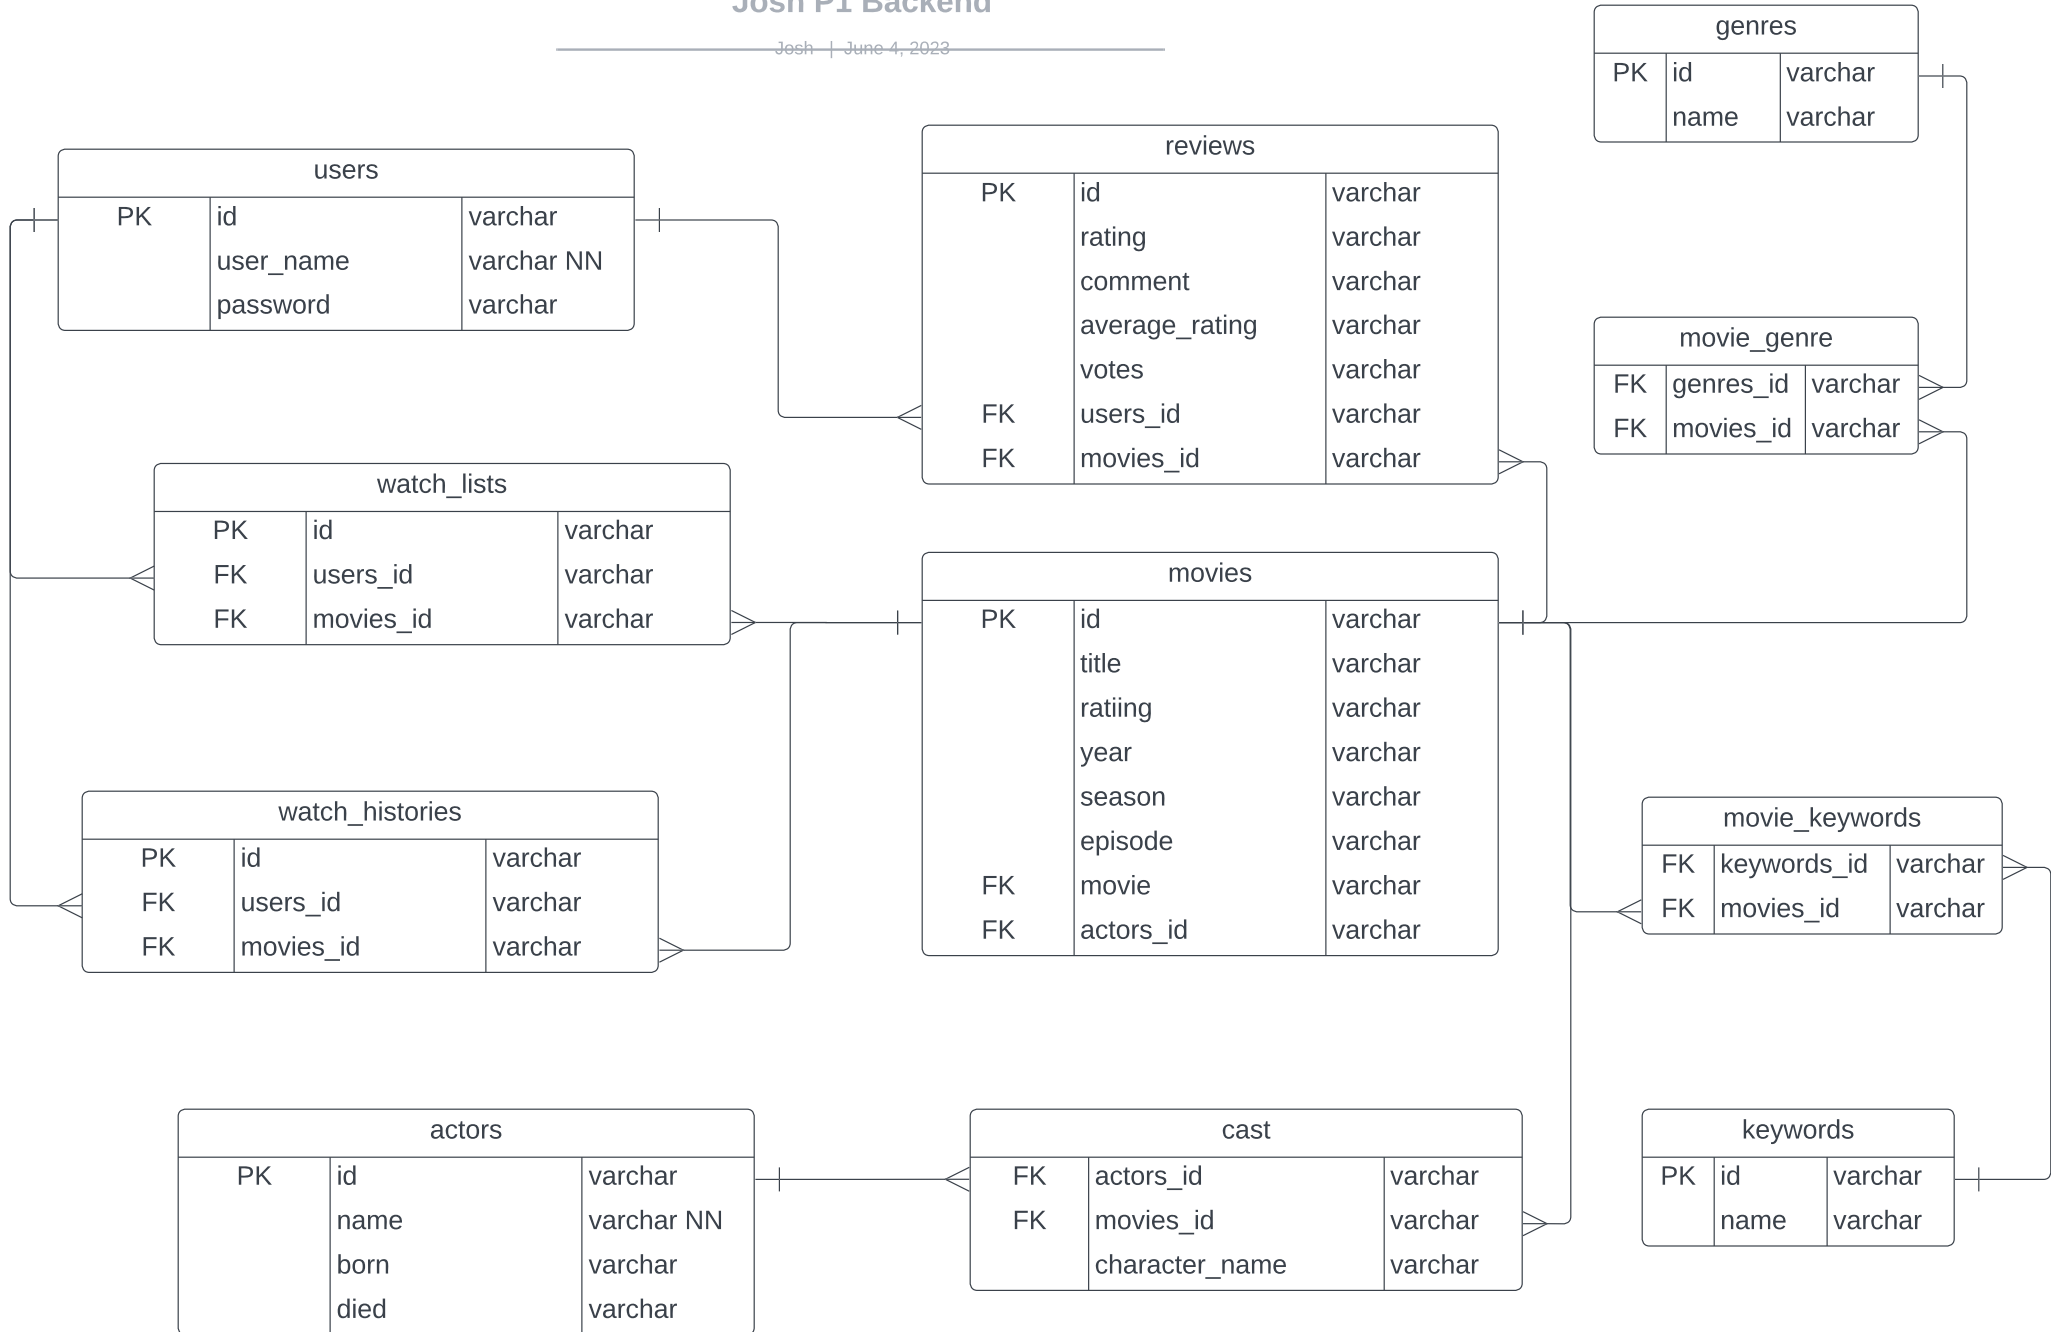 Josh P1 Backend
Josh | June 4, 2023
genres
PK id varchar
name varchar
users
PK id varchar
user_name varchar NN
password varchar
reviews
PK id varchar
rating varchar
comment varchar
average_rating varchar
votes varchar
FK users_id varchar
FK movies_id varchar
movie_genre
FK genres_id varchar
FK movies_id varchar
watch_lists
PK id varchar
FK users_id varchar
FK movies_id varchar
movies
PK id varchar
title varchar
ratiing varchar
year varchar
season varchar
episode varchar
FK movie varchar
FK actors_id varchar
watch_histories
PK id varchar
FK users_id varchar
FK movies_id varchar
movie_keywords
FK keywords_id varchar
FK movies_id varchar
actors
PK id varchar
name varchar NN
born varchar
died varchar
cast
FK actors_id varchar
FK movies_id varchar
character_name varchar
keywords
PK id varchar
name varchar